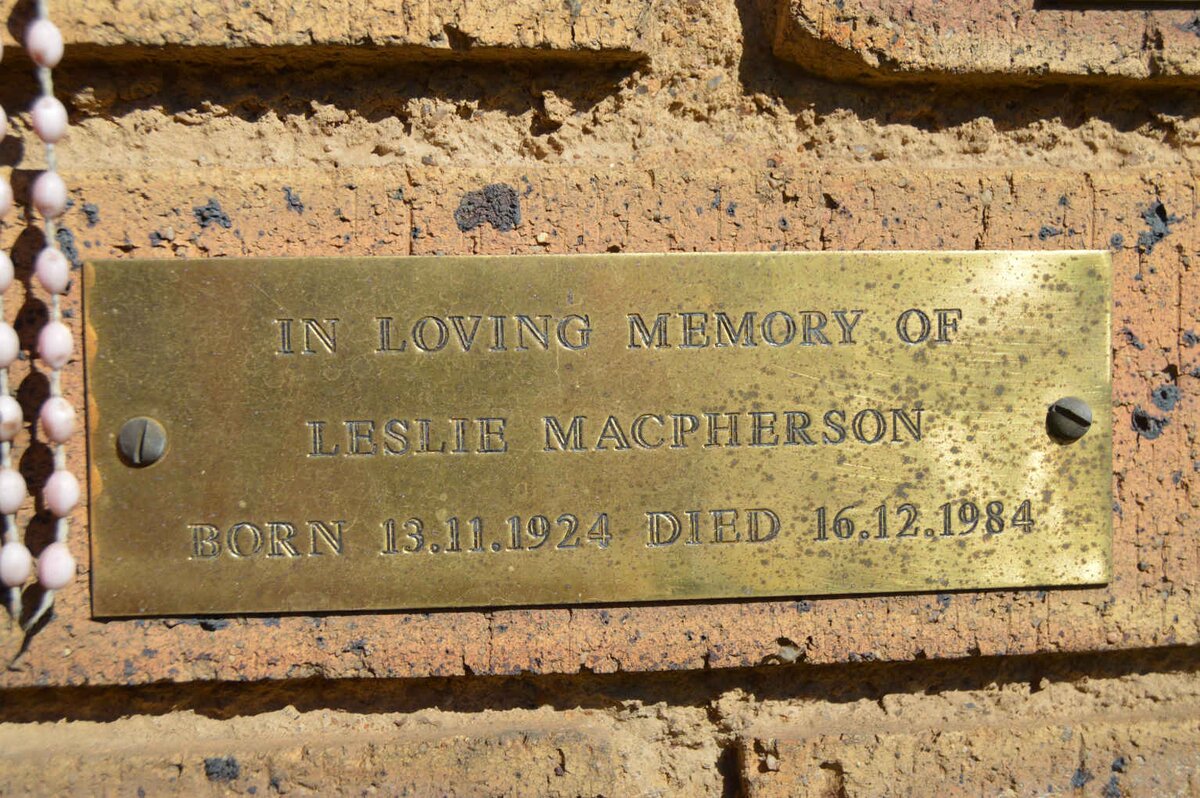 IN LOVING MEMORY OF
LESLIE MACPHERSON
BORN 13.11.1924 DIED 16.12.1984